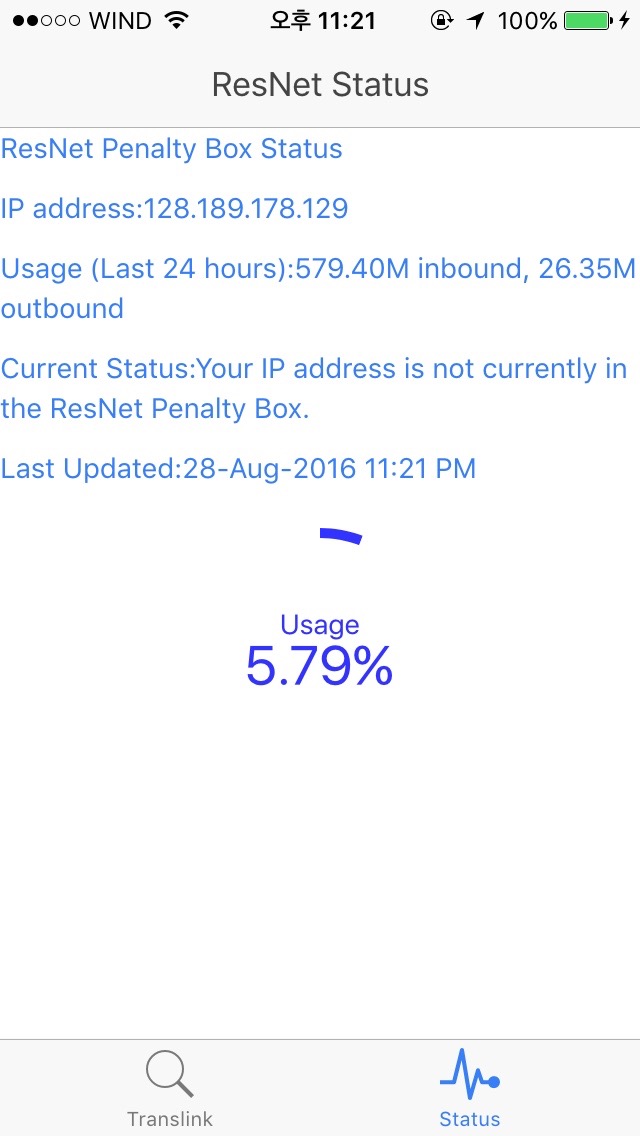 WIND 오후 11:21 100%
ResNet Status
ResNet Penalty Box Status
IP address:128.189.178.129
Usage (Last 24 hours):579.40M inbound, 26.35M
outbound
Current Status:Your IP address is not currently in
the ResNet Penalty Box.
Last Updated:28-Aug-2016 11:21 PM
Usage
5.79%
Translink Status